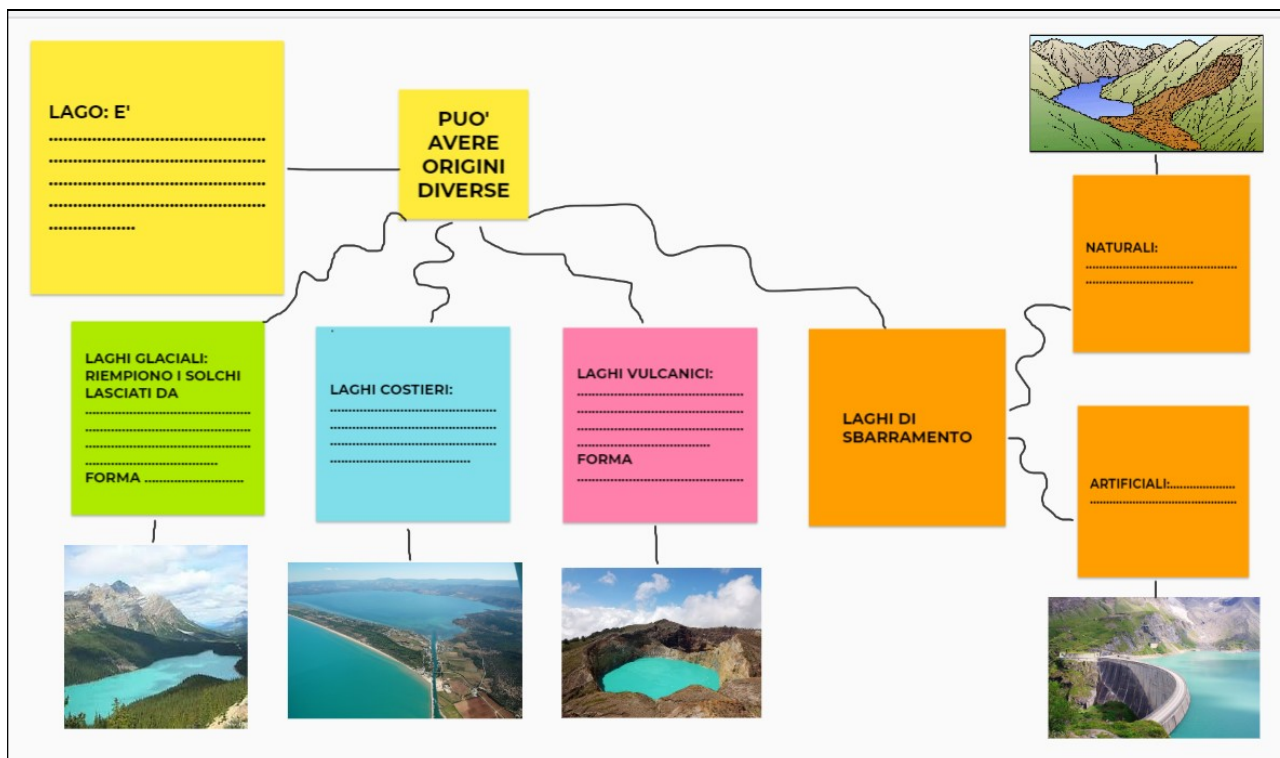 LAGO: E'
........................................................
........................................................
........................................................
........................................................
......................
PUO'
AVERE
ORIGINI
DIVERSE
LAGHI GLACIALI:
RIEMPIONO I SOLCHI
LASCIATI DA
........................................................
........................................................
........................................................
.............................................
FORMA ..................................
LAGHI COSTIERI:
........................................................
........................................................
........................................................
...............................................
LAGHI VULCANICI:
........................................................
........................................................
........................................................
.............................................
FORMA
........................................................
LAGHI DI
SBARRAMENTO
NATURALI:
........................................................
........................................
ARTIFICIALI:........................
........................................................